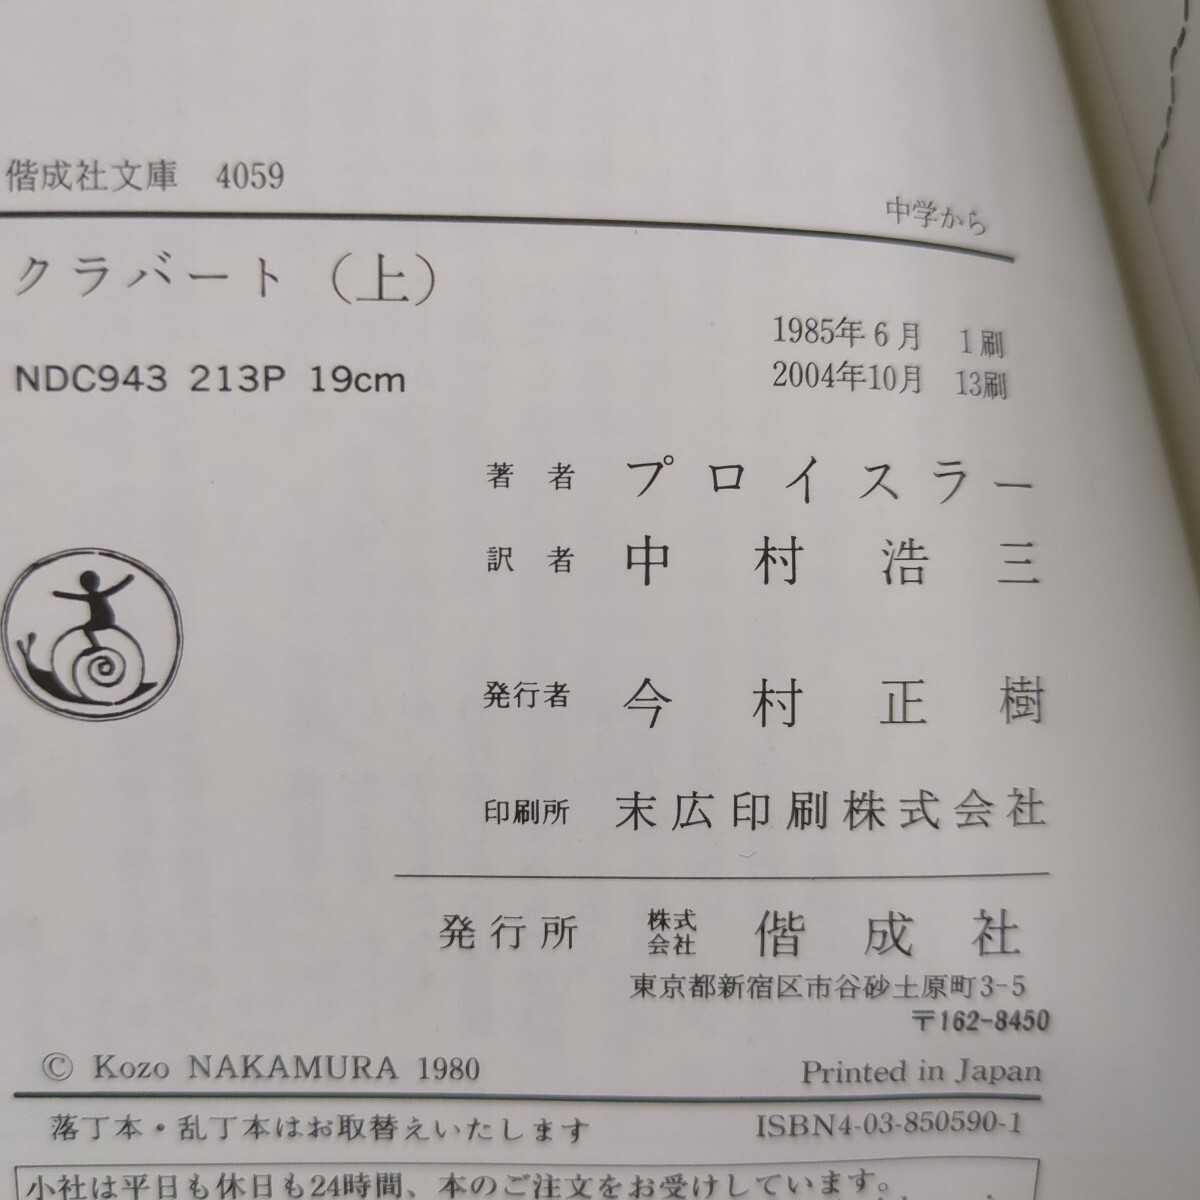 偕成社文庫 4059
中学から
クラバート(上)
1985年6月 1刷
NDC943 213P 19cm
2004年10月 13刷
著者 プロイスラー
訳者 中村浩三
発行者 今村正樹
印刷所 末広印刷株式会社
発行所 株式会社 偕成社
東京都新宿区市谷砂土原町3-5
〒162-8450
© Kozo NAKAMURA 1980 Printed in Japan
落丁本・乱丁本はお取替えいたします ISBN4-03-850590-1
小社は平日も休日も24時間、本のご注文をお受けしています。